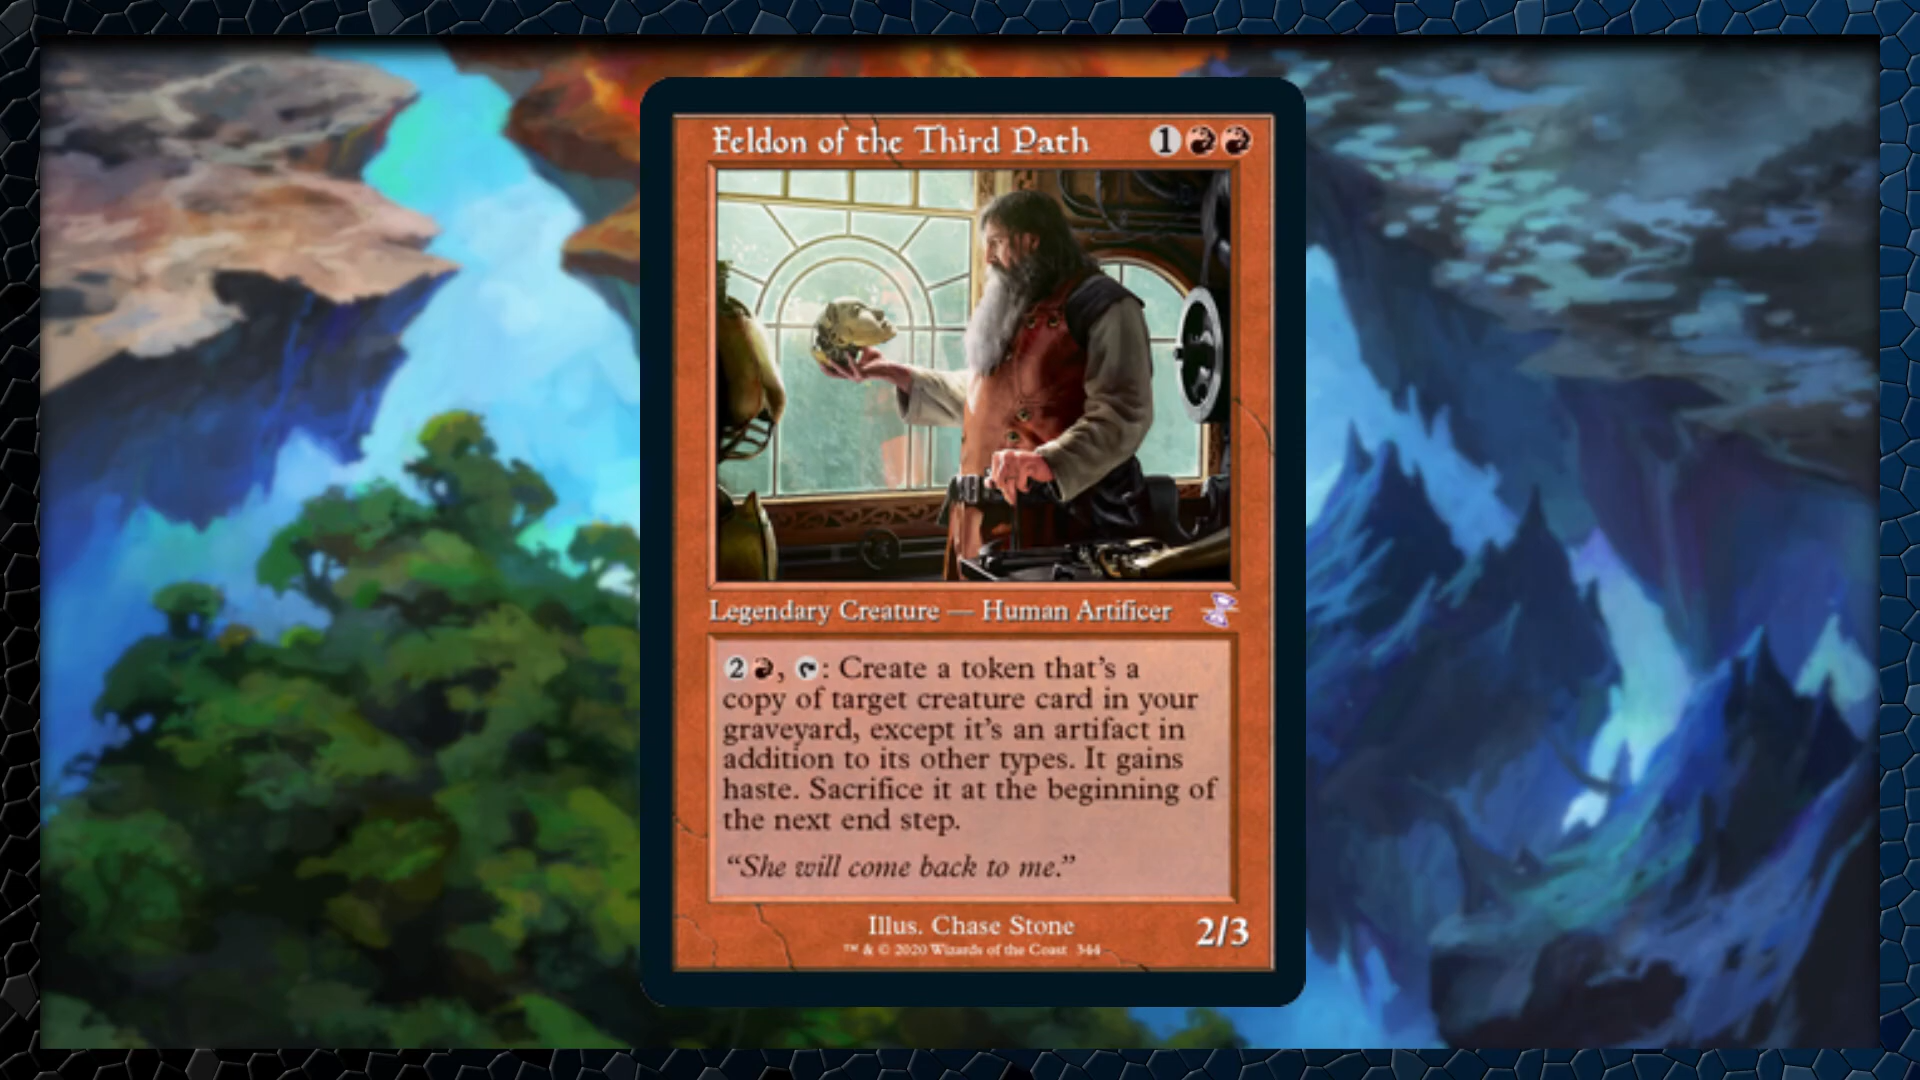 Feldon of the Third Path 1
Legendary Creature — Human Artificer
2, : Create a token that's a
copy of target creature card in your
graveyard, except it's an artifact in
addition to its other types. It gains
haste. Sacrifice it at the beginning of
the next end step.
“She will come back to me.”
Illus. Chase Stone
™ & © 2020 Wizards of the Coast 344
2/3